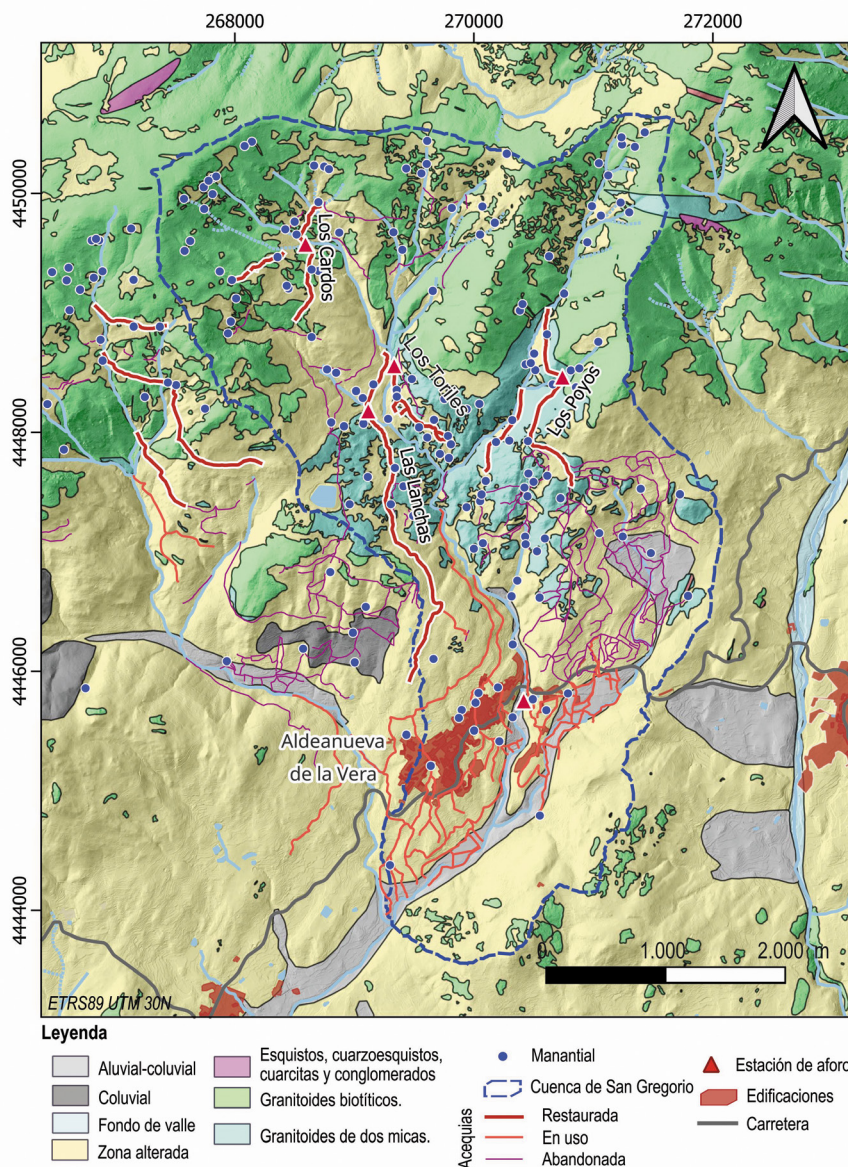 268000 270000 272000
4450000
4448000
4446000
4444000
Los Cardos
Los Toriles
Los Poyos
Las Lanchas
Aldeanueva
de la Vera
0 1.000 2.000 m
ETRS89 UTM 30N
Leyenda
Aluvial-coluvial
Coluvial
Fondo de valle
Zona alterada
Esquistos, cuarzoesquistos,
cuarcitas y conglomerados
Granitoides biotíticos.
Granitoides de dos micas.
Manantial
Cuenca de San Gregorio
Acequias
Restaurada
En uso
Abandonada
Estación de aforo
Edificaciones
Carretera